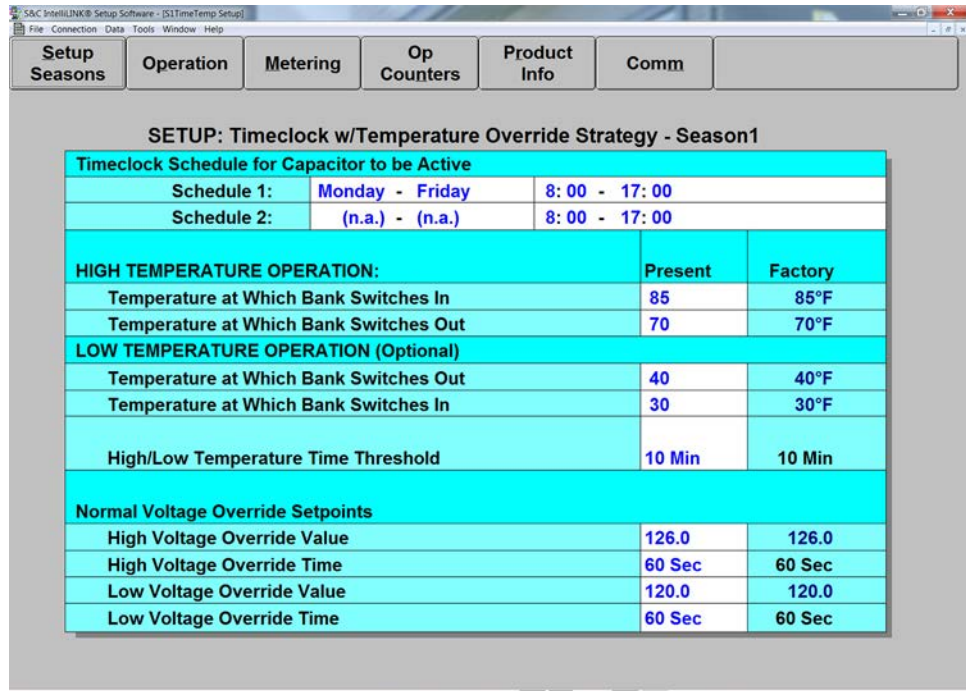 S&C IntelliLINK® Setup Software - [S1TimeTemp Setup]
File Connection Data Tools Window Help
Setup Seasons Operation Metering Op Counters Product Info Comm
SETUP: Timeclock w/Temperature Override Strategy - Season1
Timeclock Schedule for Capacitor to be Active
Schedule 1: Monday - Friday 8: 00 - 17: 00
Schedule 2: (n.a.) - (n.a.) 8: 00 - 17: 00
HIGH TEMPERATURE OPERATION: Present Factory
Temperature at Which Bank Switches In 85 85°F
Temperature at Which Bank Switches Out 70 70°F
LOW TEMPERATURE OPERATION (Optional)
Temperature at Which Bank Switches Out 40 40°F
Temperature at Which Bank Switches In 30 30°F
High/Low Temperature Time Threshold 10 Min 10 Min
Normal Voltage Override Setpoints
High Voltage Override Value 126.0 126.0
High Voltage Override Time 60 Sec 60 Sec
Low Voltage Override Value 120.0 120.0
Low Voltage Override Time 60 Sec 60 Sec